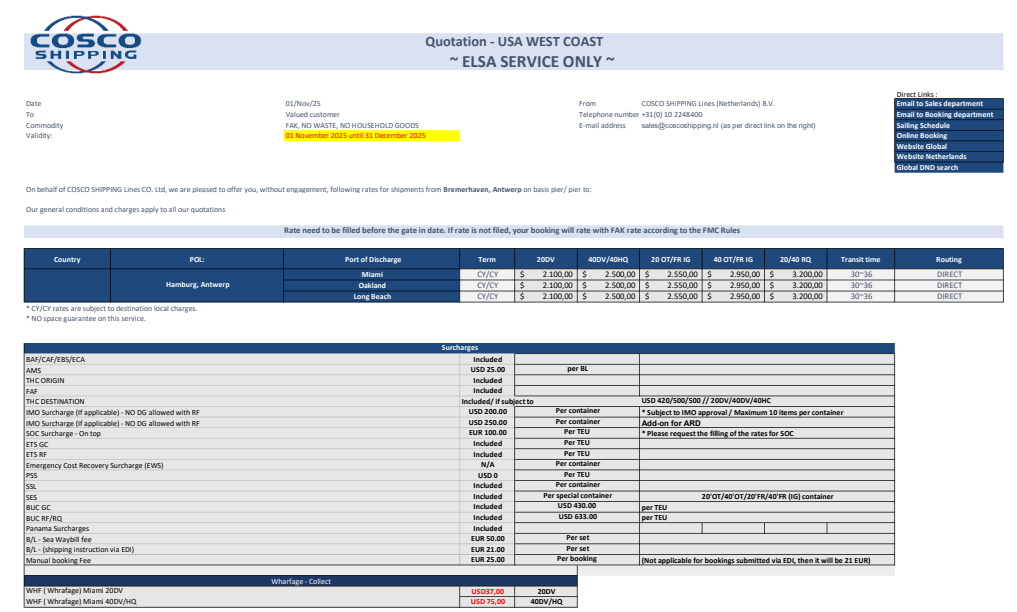 COSCO
SHIPPING
Quotation - USA WEST COAST
~ ELSA SERVICE ONLY ~
Direct Links :
Date 01/Nov/25 From COSCO SHIPPING Lines (Netherlands) B.V. Email to Sales department
To Valued customer Telephone number +31(0) 10 2248400 Email to Booking department
Commodity FAK, NO WASTE, NO HOUSEHOLD GOODS E-mail address sales@coscoshipping.nl (as per direct link on the right) Sailing Schedule
Validity: 01 November 2025 until 31 December 2025 Online Booking
Website Global
Website Netherlands
Global DND search
On behalf of COSCO SHIPPING Lines CO. Ltd, we are pleased to offer you, without engagement, following rates for shipments from Bremerhaven, Antwerp on basis pier/ pier to:
Our general conditions and charges apply to all our quotations
Rate need to be filled before the gate in date. If rate is not filed, your booking will rate with FAK rate according to the FMC Rules
Country POL: Port of Discharge Term 20DV 40DV/40HQ 20 OT/FR IG 40 OT/FR IG 20/40 RQ Transit time Routing
Miami CY/CY $ 2.100,00 $ 2.500,00 $ 2.550,00 $ 2.950,00 $ 3.200,00 30~36 DIRECT
Hamburg, Antwerp Oakland CY/CY $ 2.100,00 $ 2.500,00 $ 2.550,00 $ 2.950,00 $ 3.200,00 30~36 DIRECT
Long Beach CY/CY $ 2.100,00 $ 2.500,00 $ 2.550,00 $ 2.950,00 $ 3.200,00 30~36 DIRECT
* CY/CY rates are subject to destination local charges.
* NO space guarantee on this service.
Surcharges
BAF/CAF/EBS/ECA Included
AMS USD 25.00 per BL
THC ORIGIN Included
FAF Included
THC DESTINATION Included/ if subject to USD 420/500/500 // 20DV/40DV/40HC
IMO Surcharge (If applicable) - NO DG allowed with RF USD 200.00 Per container * Subject to IMO approval / Maximum 10 items per container
IMO Surcharge (If applicable) - NO DG allowed with RF USD 250.00 Per container Add-on for ARD
SOC Surcharge - On top EUR 100.00 Per TEU * Please request the filling of the rates for SOC
ETS GC Included Per TEU
ETS RF Included Per TEU
Emergency Cost Recovery Surcharge (EWS) N/A Per container
PSS USD 0 Per TEU
SSL Included Per container
SES Included Per special container 20'OT/40'OT/20'FR/40'FR (IG) container
BUC GC Included USD 430.00 per TEU
BUC RF/RQ Included USD 633.00 per TEU
Panama Surcharges Included
B/L - Sea Waybill fee EUR 50.00 Per set
B/L - (shipping instruction via EDI) EUR 21.00 Per set
Manual booking Fee EUR 25.00 Per booking (Not applicable for bookings submitted via EDI, then it will be 21 EUR)
Wharfage - Collect
WHF ( Whrafage) Miami 20DV USD37,00 20DV
WHF ( Whrafage) Miami 40DV/HQ USD 75,00 40DV/HQ